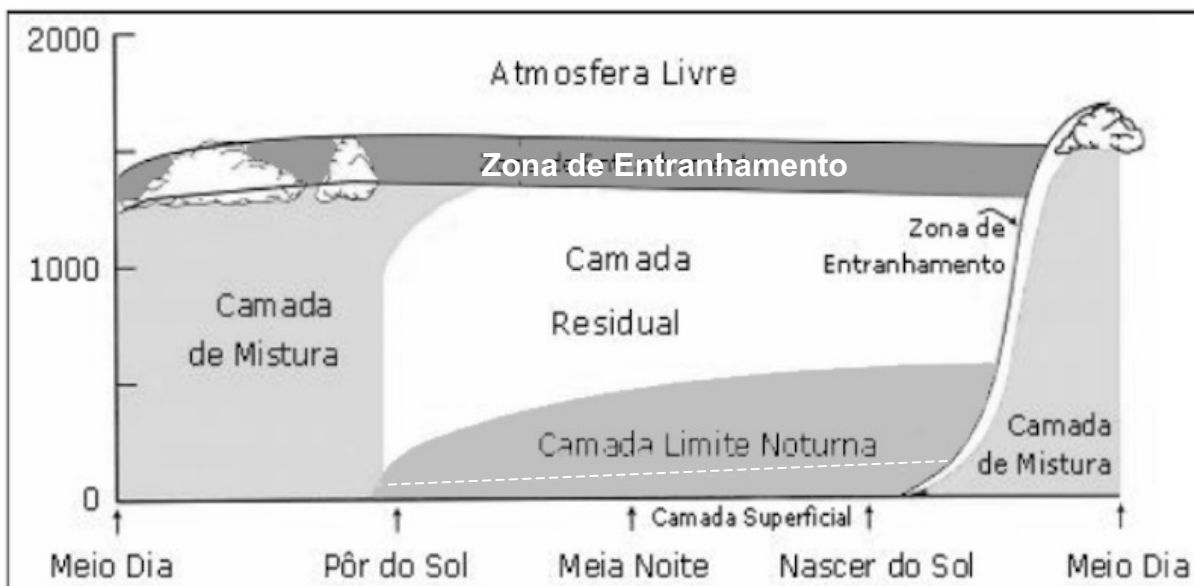 2000
Atmosfera Livre
Zona de Entranhamento
Zona de
Entranhamento
1000
Camada
Residual
Camada
de Mistura
Camada Limite Noturna
Camada
de Mistura
0
Camada Superficial
Meio Dia
Pôr do Sol
Meia Noite
Nascer do Sol
Meio Dia